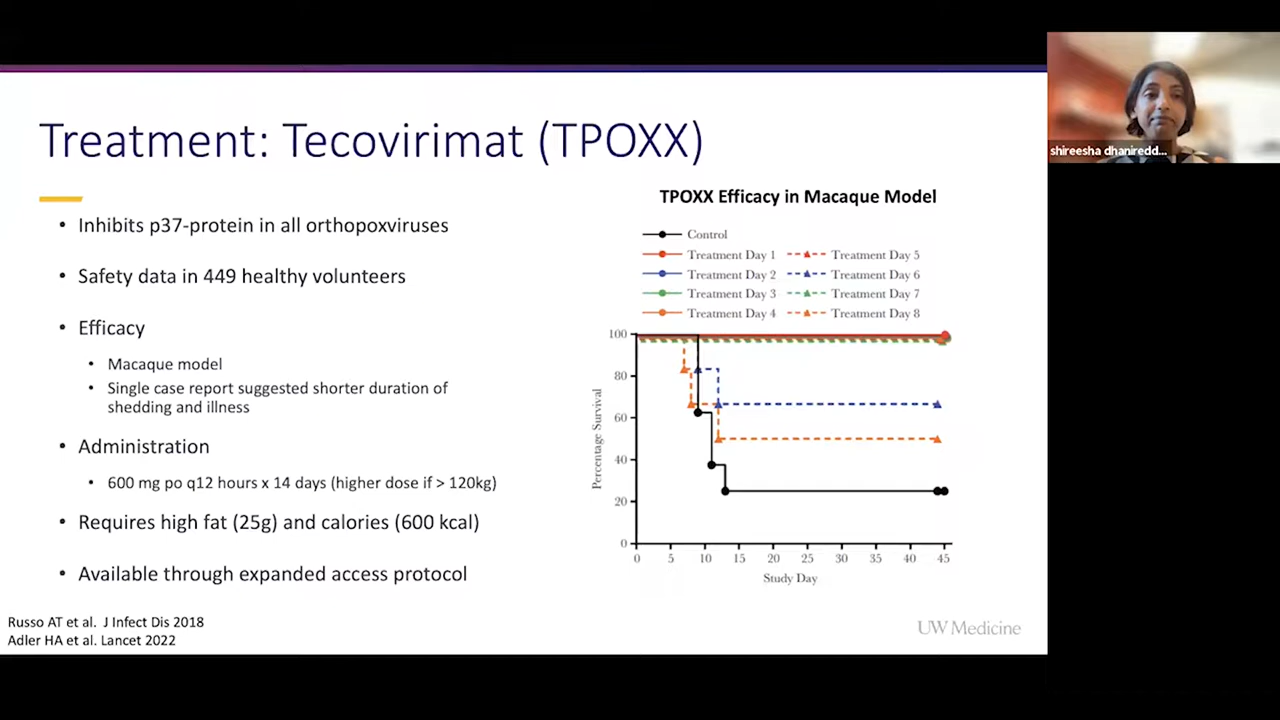 Treatment: Tecovirimat (TPOXX)
• Inhibits p37-protein in all orthopoxviruses
• Safety data in 449 healthy volunteers
• Efficacy
• Macaque model
• Single case report suggested shorter duration of
shedding and illness
• Administration
• 600 mg po q12 hours x 14 days (higher dose if > 120kg)
• Requires high fat (25g) and calories (600 kcal)
• Available through expanded access protocol
Russo AT et al. J Infect Dis 2018
Adler HA et al. Lancet 2022
TPOXX Efficacy in Macaque Model
Control
Treatment Day 1 Treatment Day 5
Treatment Day 2 Treatment Day 6
Treatment Day 3 Treatment Day 7
Treatment Day 4 Treatment Day 8
Percentage Survival
100
80
60
40
20
0
0 5 10 15 20 25 30 35 40 45
Study Day
UW Medicine
shireesha dhaniredd...